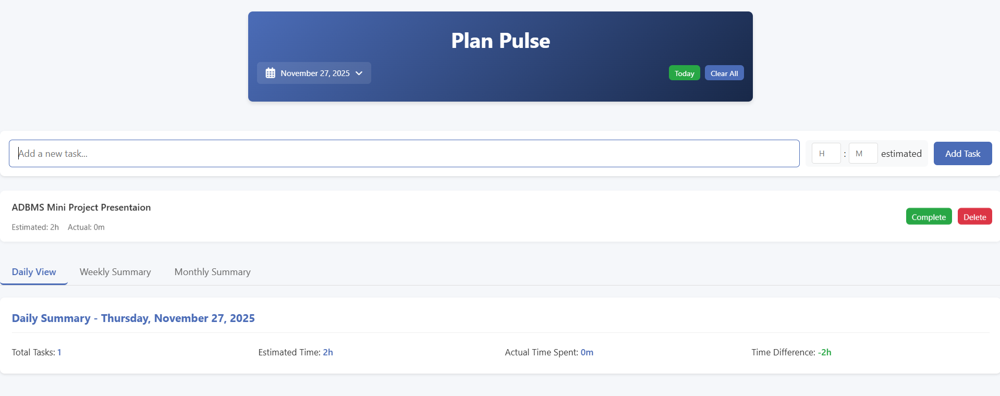 Plan Pulse
November 27, 2025
Today
Clear All
Add a new task...
H : M estimated
Add Task
ADBMS Mini Project Presentaion
Estimated: 2h Actual: 0m
Complete
Delete
Daily View
Weekly Summary
Monthly Summary
Daily Summary - Thursday, November 27, 2025
Total Tasks: 1
Estimated Time: 2h
Actual Time Spent: 0m
Time Difference: -2h